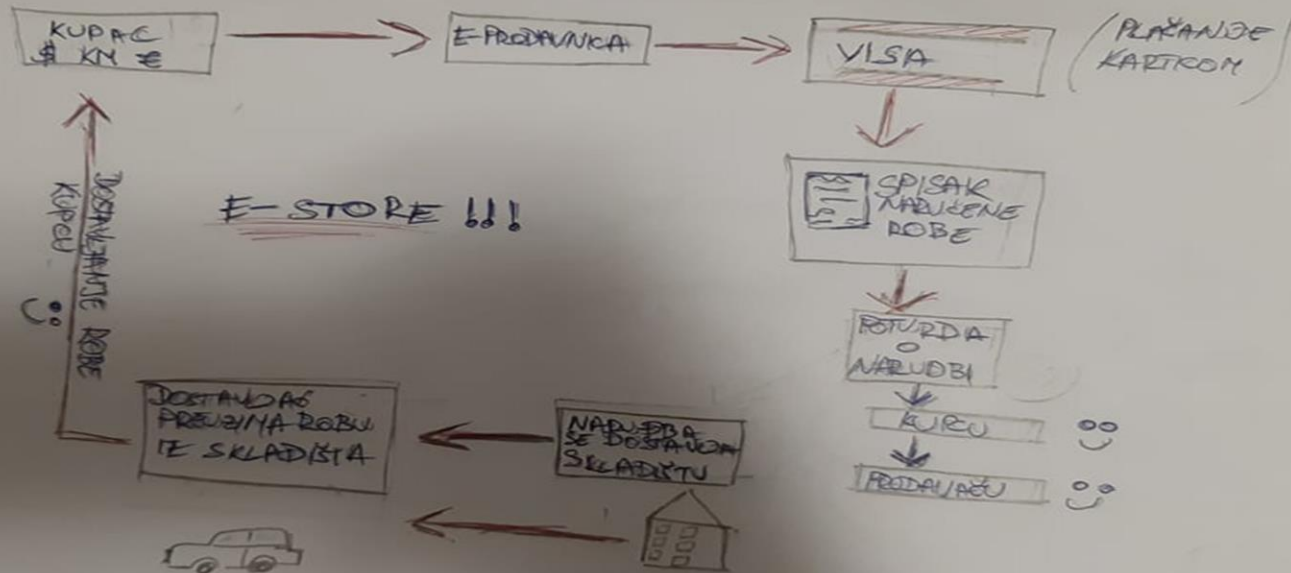 KUPAC
$ KM €
E-PRODAVNICA
VISA
(PLAĆANJE
KARTICOM)
SPISAK
NARUČENE
ROBE
E-STORE !!!
DOSTAVLJANJE ROBE
KUPCU
POTVRDA
O
NARUDBI
KUPCU
PRODAVAČU
NARUDBA
SE DOSTAVLJA
SKLADIŠTU
DOSTAVLJAČ
PREUZIMA ROBU
IZ SKLADIŠTA